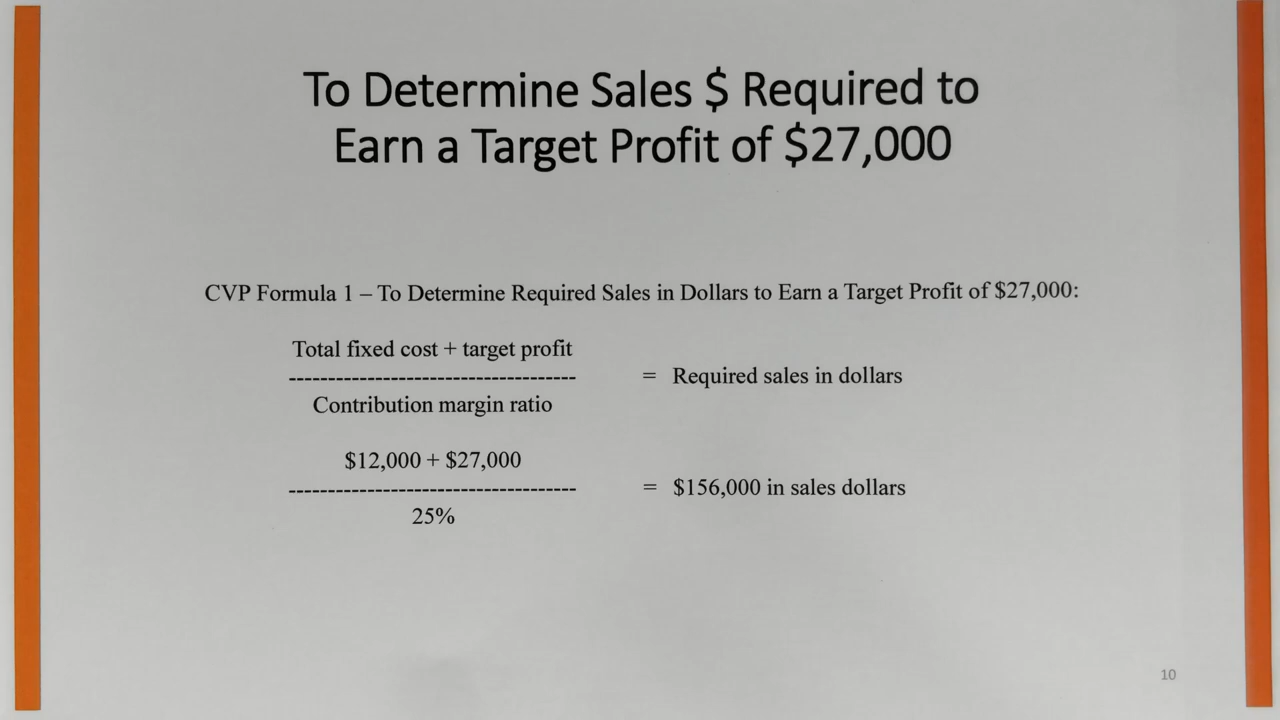 To Determine Sales $ Required to
Earn a Target Profit of $27,000
CVP Formula 1 – To Determine Required Sales in Dollars to Earn a Target Profit of $27,000:
Total fixed cost + target profit
------------------------------------- = Required sales in dollars
Contribution margin ratio
$12,000 + $27,000
------------------------------------- = $156,000 in sales dollars
25%
10